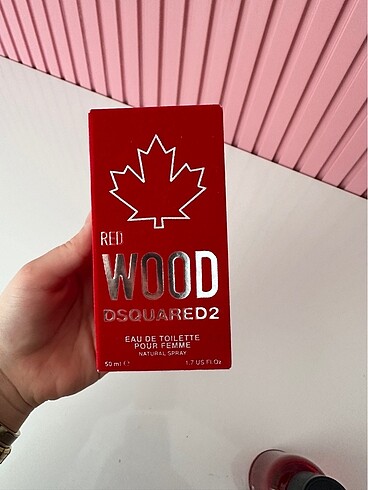 RED
WOOD
DSQUARED2
EAU DE TOILETTE
POUR FEMME
NATURAL SPRAY
50 ml ℮ 1.7 US Fl Oz